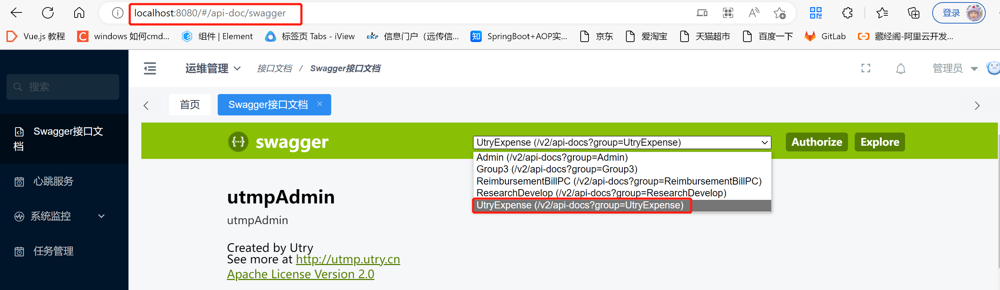 localhost:8080/#/api-doc/swagger
登录
Vue.js 教程
windows 如何cmd...
组件 | Element
标签页 Tabs - iView
信息门户（远传信...
知 SpringBoot+AOP实...
京东
爱淘宝
天猫超市
百度一下
GitLab
藏经阁-阿里云开发...
搜索
运维管理
接口文档 / Swagger接口文档
管理员
首页
Swagger接口文档
Swagger接口文
档
心跳服务
系统监控
任务管理
swagger
UtryExpense (/v2/api-docs?group=UtryExpense)
Authorize
Explore
Admin (/v2/api-docs?group=Admin)
Group3 (/v2/api-docs?group=Group3)
ReimbursementBillPC (/v2/api-docs?group=ReimbursementBillPC)
ResearchDevelop (/v2/api-docs?group=ResearchDevelop)
UtryExpense (/v2/api-docs?group=UtryExpense)
utmpAdmin
utmpAdmin
Created by Utry
See more at http://utmp.utry.cn
Apache License Version 2.0